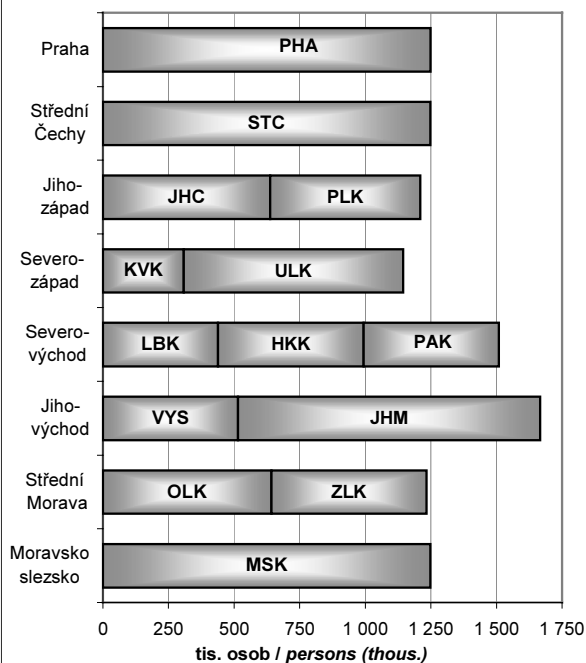 Praha
PHA
Střední
Čechy
STC
Jiho-
západ
JHC PLK
Severo-
západ
KVK ULK
Severo-
východ
LBK HKK PAK
Jiho-
východ
VYS JHM
Střední
Morava
OLK ZLK
Moravsko
slezsko
MSK
0 250 500 750 1 000 1 250 1 500 1 750
tis. osob / persons (thous.)